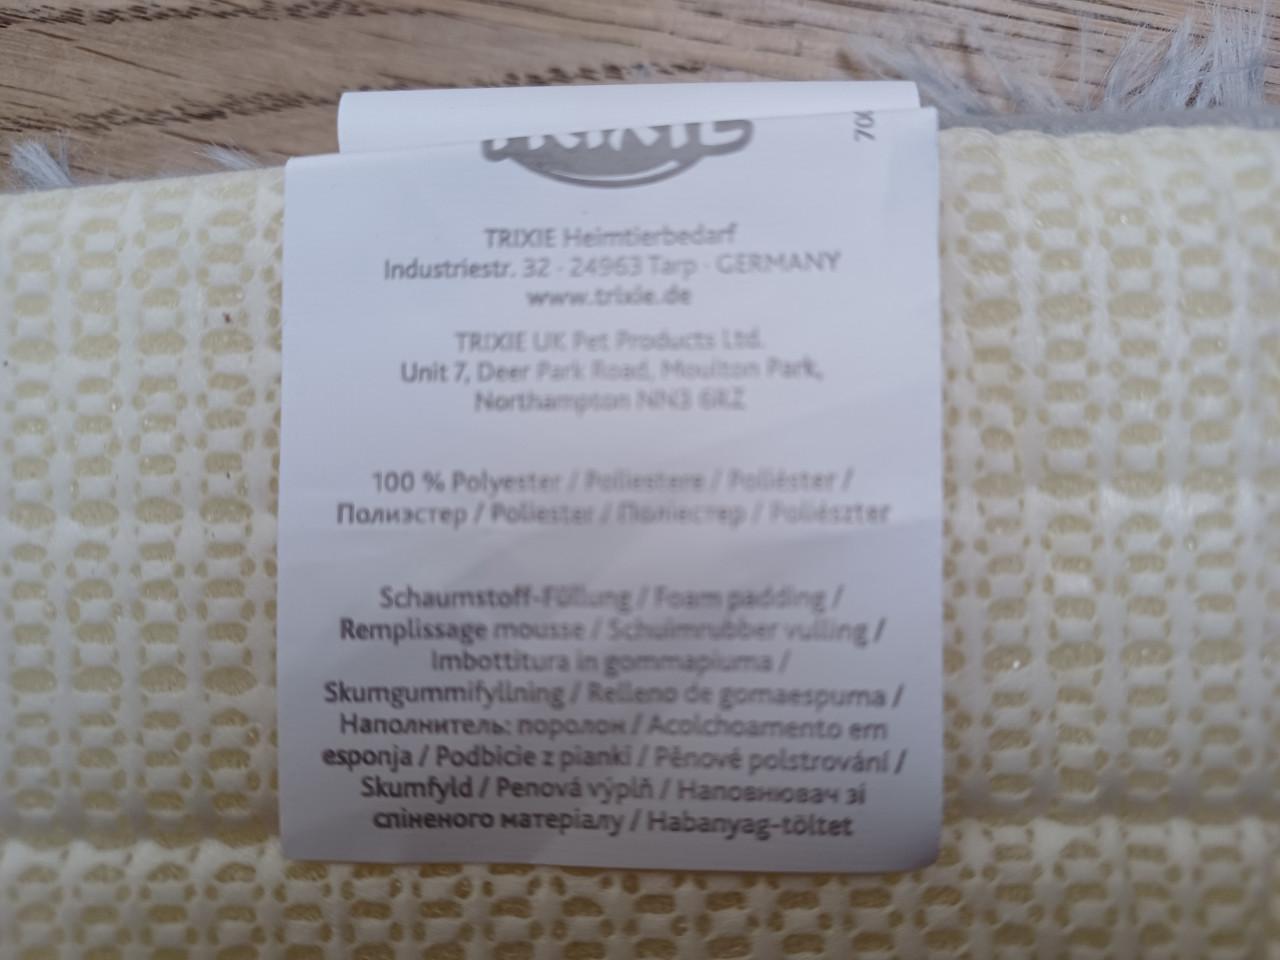 TRIXIE
700
TRIXIE Heimtierbedarf
Industriestr. 32 · 24963 Tarp · GERMANY
www.trixie.de
TRIXIE UK Pet Products Ltd.
Unit 7, Deer Park Road, Moulton Park,
Northampton NN3 6RZ
100 % Polyester / Poliestere / Poliéster /
Полиэстер / Poliester / Поліестер / Poliészter
Schaumstoff-Füllung / Foam padding /
Remplissage mousse / Schuimrubber vulling /
Imbottitura in gommapiuma /
Skumgummifyllning / Relleno de gomaespuma /
Наполнитель: поролон / Acolchoamento em
esponja / Podbicie z pianki / Pěnové polstrování /
Skumfyld / Penová výplň / Наповнювач зі
спіненого матеріалу / Habanyag-töltet